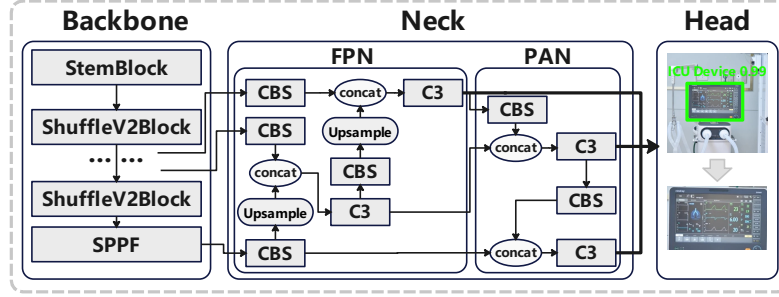 Backbone
Neck
Head
StemBlock
ShuffleV2Block
... ...
ShuffleV2Block
SPPF
FPN
CBS
concat
C3
CBS
Upsample
concat
CBS
Upsample
C3
CBS
PAN
CBS
concat
C3
CBS
concat
C3
ICU Device 0.99